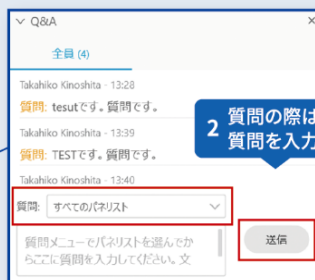 Q&A
全員 (4)
Takahiko Kinoshita - 13:28
質問: tesutです。質問です。
Takahiko Kinoshita - 13:39
質問: TESTです。質問です。
Takahiko Kinoshita - 13:40
2 質問の際は
質問を入力
質問: すべてのパネリスト
質問メニューでパネリストを選んでか
らここに質問を入力してください。文
送信